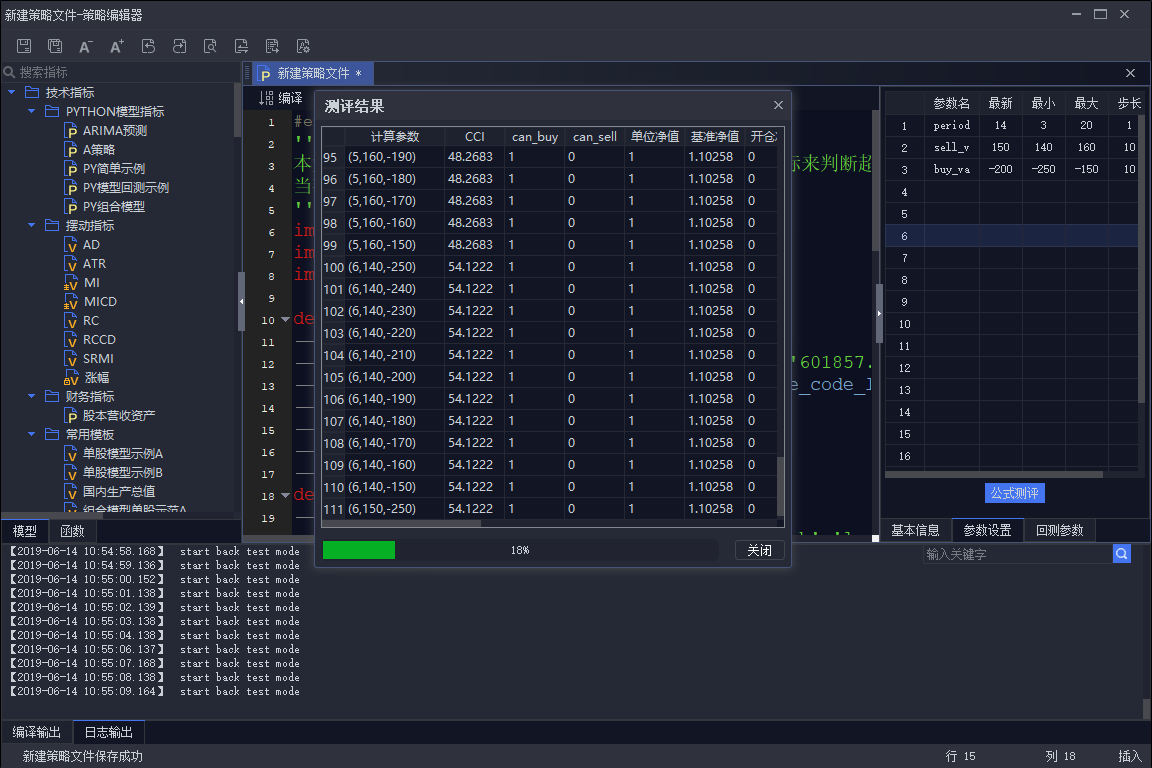 新建策略文件-策略编辑器
搜索指标
技术指标
PYTHON模型指标
ARIMA预测
A策略
PY简单示例
PY模型回测示例
PY组合模型
摆动指标
AD
ATR
MI
MICD
RC
RCCD
SRMI
涨幅
财务指标
股本营收资产
常用模板
单股模型示例A
单股模型示例B
国内生产总值
组合模型单股示范A
模型
函数
新建策略文件 *
编译
1 #e
2 ''
3 本 标来判断超
4 当
5 ''
6 im
7 im
8 im
9
10 de
11
12 '601857.
13 e_code_l
14
15
16
17
18 de
19
测评结果
计算参数 CCI can_buy can_sell 单位净值 基准净值 开仓
95 (5,160,-190) 48.2683 1 0 1 1.10258 0
96 (5,160,-180) 48.2683 1 0 1 1.10258 0
97 (5,160,-170) 48.2683 1 0 1 1.10258 0
98 (5,160,-160) 48.2683 1 0 1 1.10258 0
99 (5,160,-150) 48.2683 1 0 1 1.10258 0
100 (6,140,-250) 54.1222 1 0 1 1.10258 0
101 (6,140,-240) 54.1222 1 0 1 1.10258 0
102 (6,140,-230) 54.1222 1 0 1 1.10258 0
103 (6,140,-220) 54.1222 1 0 1 1.10258 0
104 (6,140,-210) 54.1222 1 0 1 1.10258 0
105 (6,140,-200) 54.1222 1 0 1 1.10258 0
106 (6,140,-190) 54.1222 1 0 1 1.10258 0
107 (6,140,-180) 54.1222 1 0 1 1.10258 0
108 (6,140,-170) 54.1222 1 0 1 1.10258 0
109 (6,140,-160) 54.1222 1 0 1 1.10258 0
110 (6,140,-150) 54.1222 1 0 1 1.10258 0
111 (6,150,-250) 54.1222 1 0 1 1.10258 0
18%
关闭
参数名 最新 最小 最大 步长
1 period 14 3 20 1
2 sell_v 150 140 160 10
3 buy_va -200 -250 -150 10
4
5
6
7
8
9
10
11
12
13
14
15
16
公式测评
基本信息 参数设置 回测参数
输入关键字
【2019-06-14 10:54:58.168】 start back test mode
【2019-06-14 10:54:59.136】 start back test mode
【2019-06-14 10:55:00.152】 start back test mode
【2019-06-14 10:55:01.138】 start back test mode
【2019-06-14 10:55:02.139】 start back test mode
【2019-06-14 10:55:03.138】 start back test mode
【2019-06-14 10:55:04.138】 start back test mode
【2019-06-14 10:55:06.137】 start back test mode
【2019-06-14 10:55:07.168】 start back test mode
【2019-06-14 10:55:08.138】 start back test mode
【2019-06-14 10:55:09.164】 start back test mode
编译输出 日志输出
新建策略文件保存成功
行 15 列 18 插入